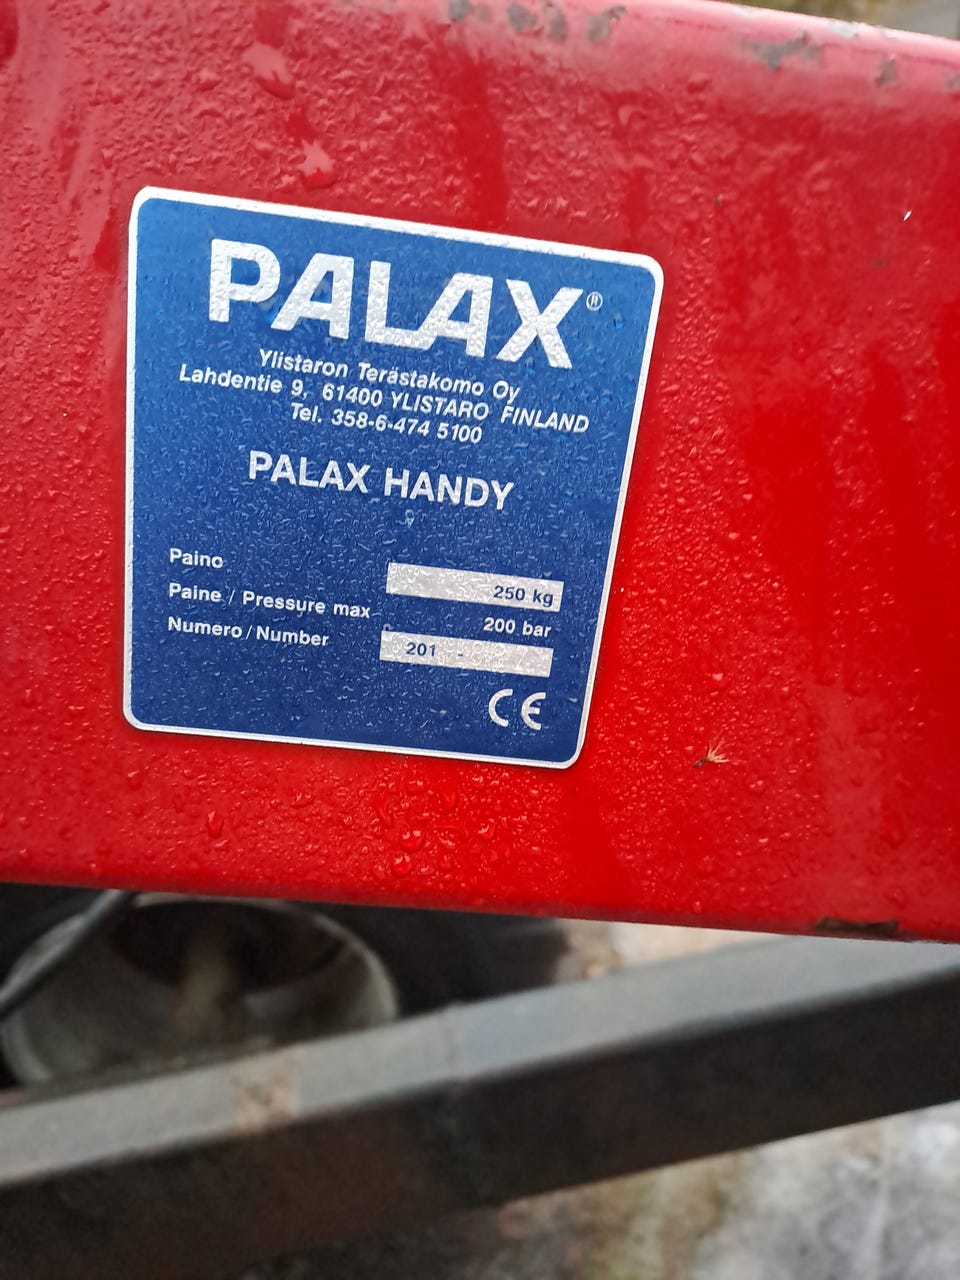 PALAX®
Ylistaron Terästakomo Oy
Lahdentie 9, 61400 YLISTARO FINLAND
Tel. 358-6-474 5100
PALAX HANDY
Paino 250 kg
Paine / Pressure max 200 bar
Numero / Number 201 -
CE